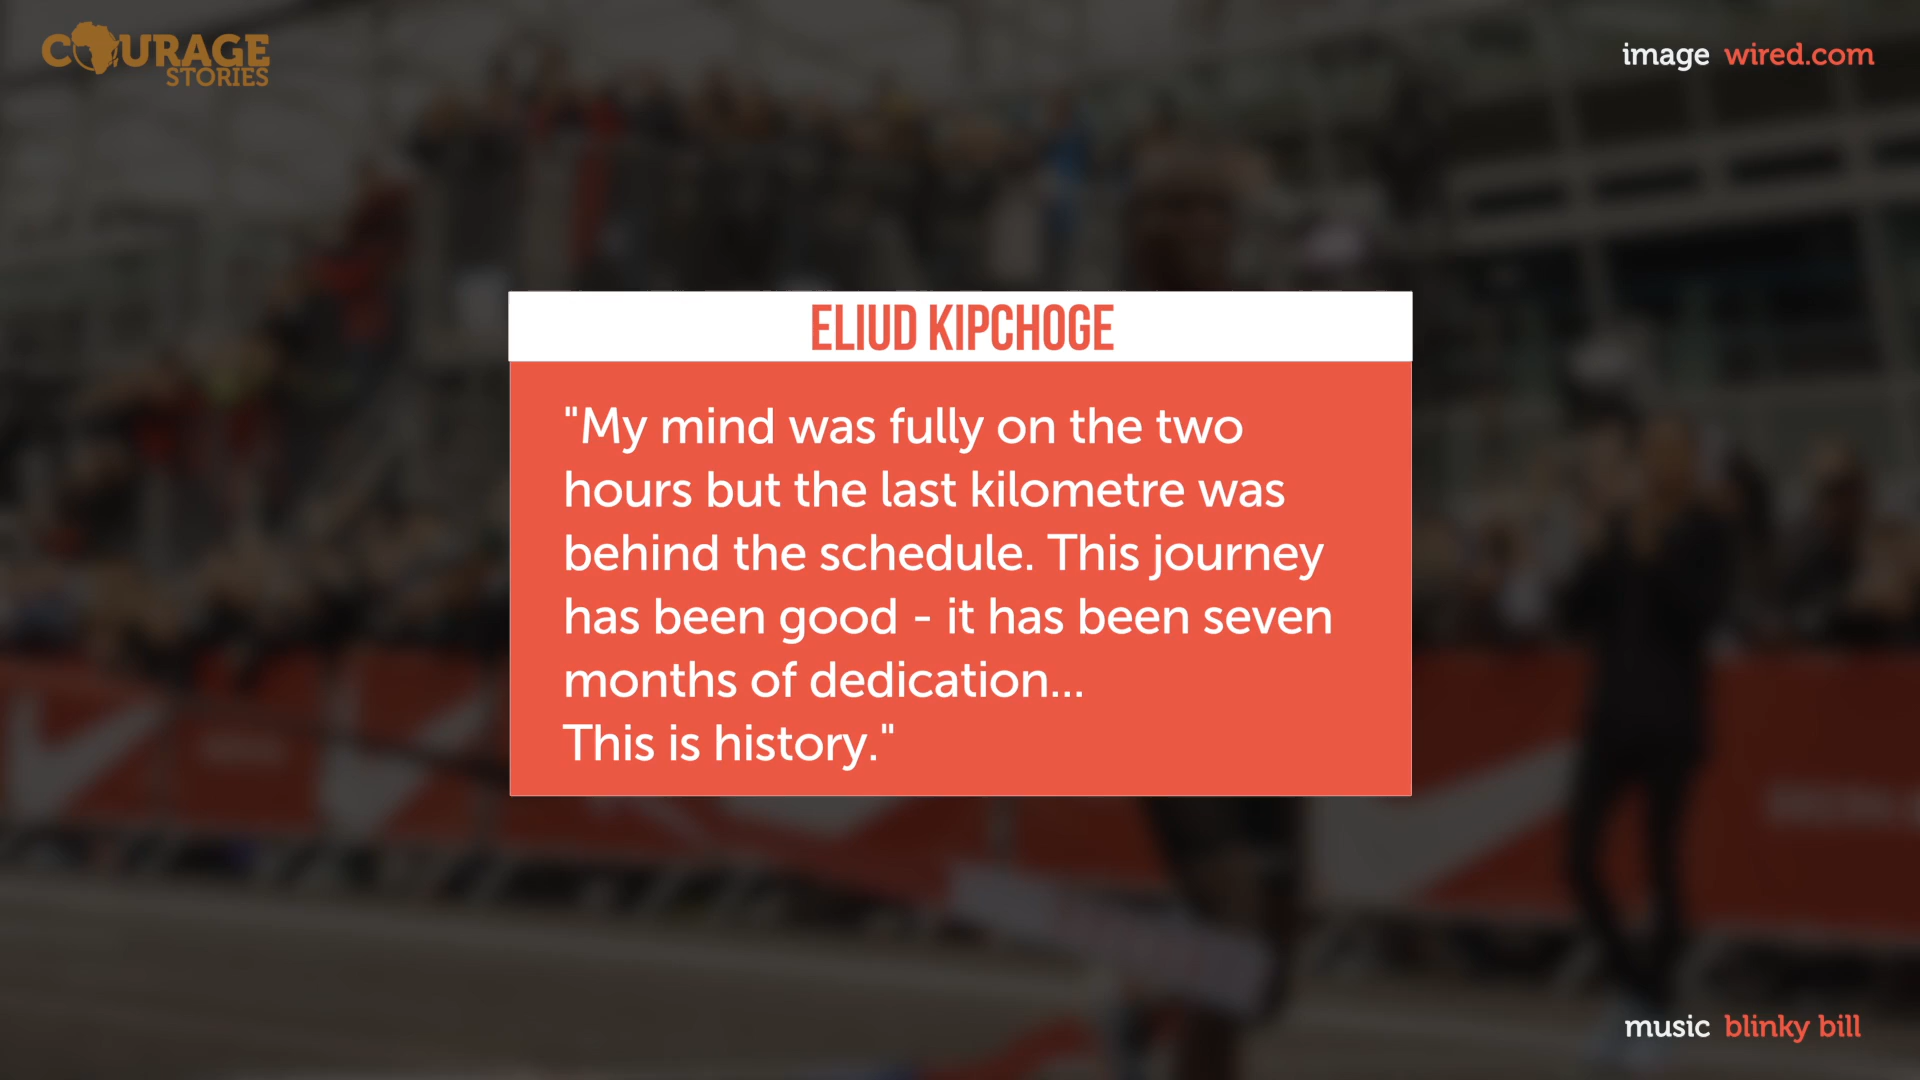 COURAGE
STORIES
image wired.com
ELIUD KIPCHOGE
"My mind was fully on the two
hours but the last kilometre was
behind the schedule. This journey
has been good - it has been seven
months of dedication...
This is history."
music blinky bill